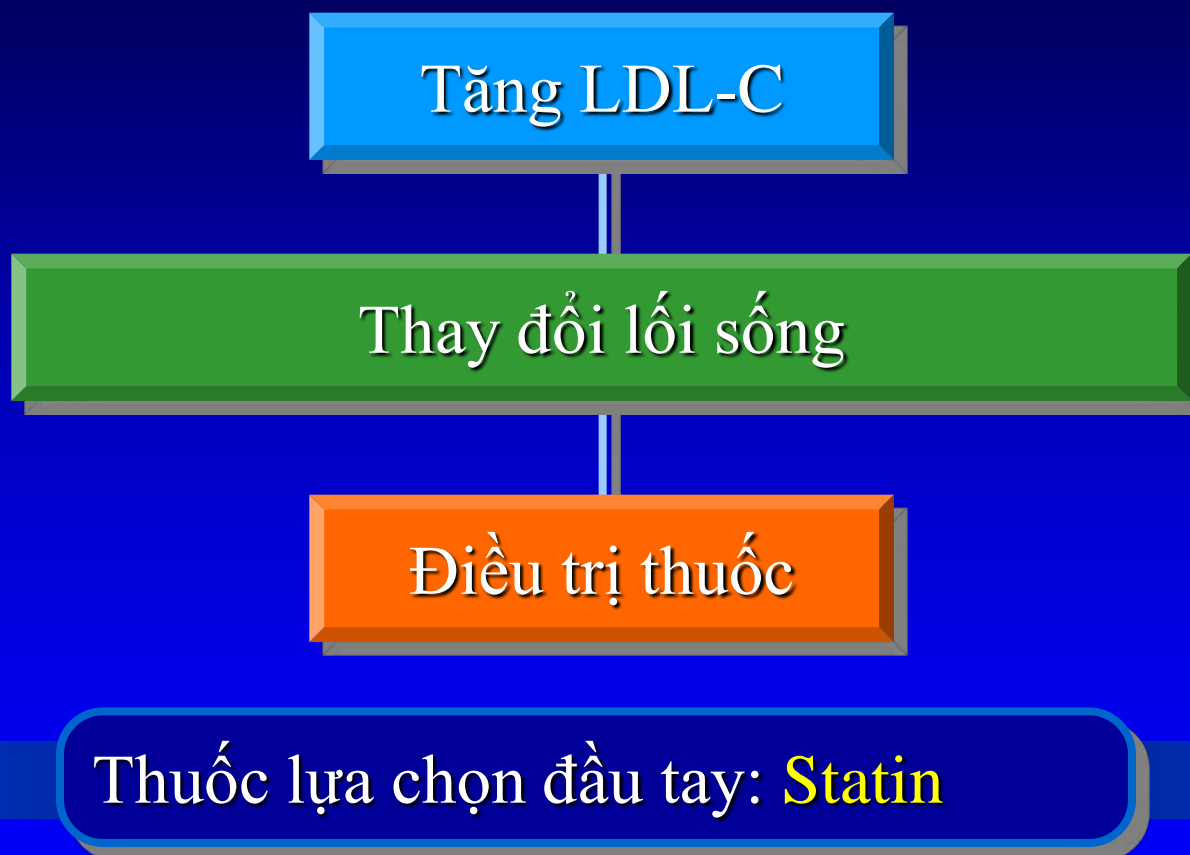 Tăng LDL-C
Thay đổi lối sống
Điều trị thuốc
Thuốc lựa chọn đầu tay: Statin